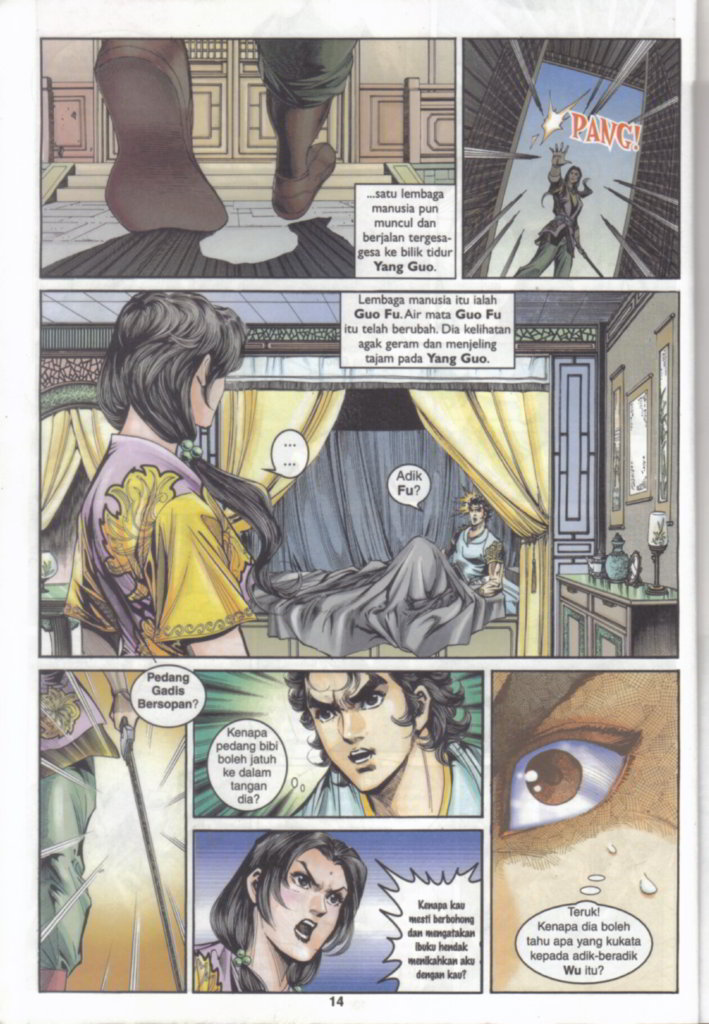 ...satu lembaga
manusia pun
muncul dan
berjalan tergesa-
gesa ke bilik tidur
Yang Guo.
PANG!
Lembaga manusia itu ialah
Guo Fu. Air mata Guo Fu
itu telah berubah. Dia kelihatan
agak geram dan menjeling
tajam pada Yang Guo.
...
...
Adik
Fu?
Pedang
Gadis
Bersopan?
Kenapa
pedang bibi
boleh jatuh
ke dalam
tangan
dia?
Kenapa kau
mesti berbohong
dan mengatakan
ibuku hendak
menikahkan aku
dengan kau?
Teruk!
Kenapa dia boleh
tahu apa yang kukata
kepada adik-beradik
Wu itu?
14